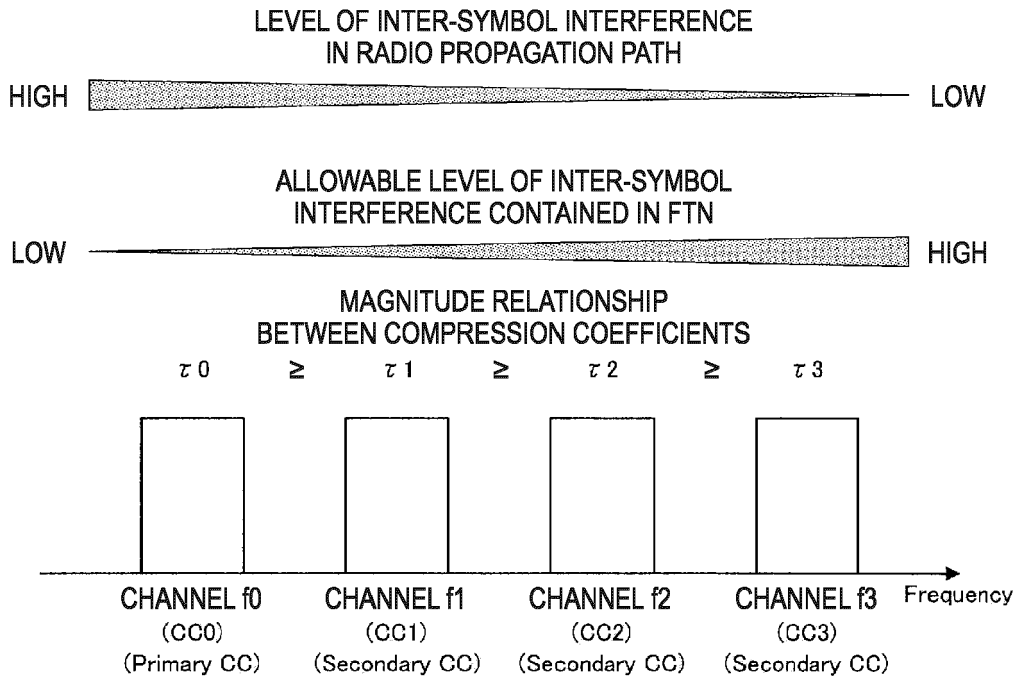 LEVEL OF INTER-SYMBOL INTERFERENCE
IN RADIO PROPAGATION PATH
HIGH LOW
ALLOWABLE LEVEL OF INTER-SYMBOL
INTERFERENCE CONTAINED IN FTN
LOW HIGH
MAGNITUDE RELATIONSHIP
BETWEEN COMPRESSION COEFFICIENTS
τ0 ≥ τ1 ≥ τ2 ≥ τ3
CHANNEL f0 CHANNEL f1 CHANNEL f2 CHANNEL f3 Frequency
(CC0) (CC1) (CC2) (CC3)
(Primary CC) (Secondary CC) (Secondary CC) (Secondary CC)